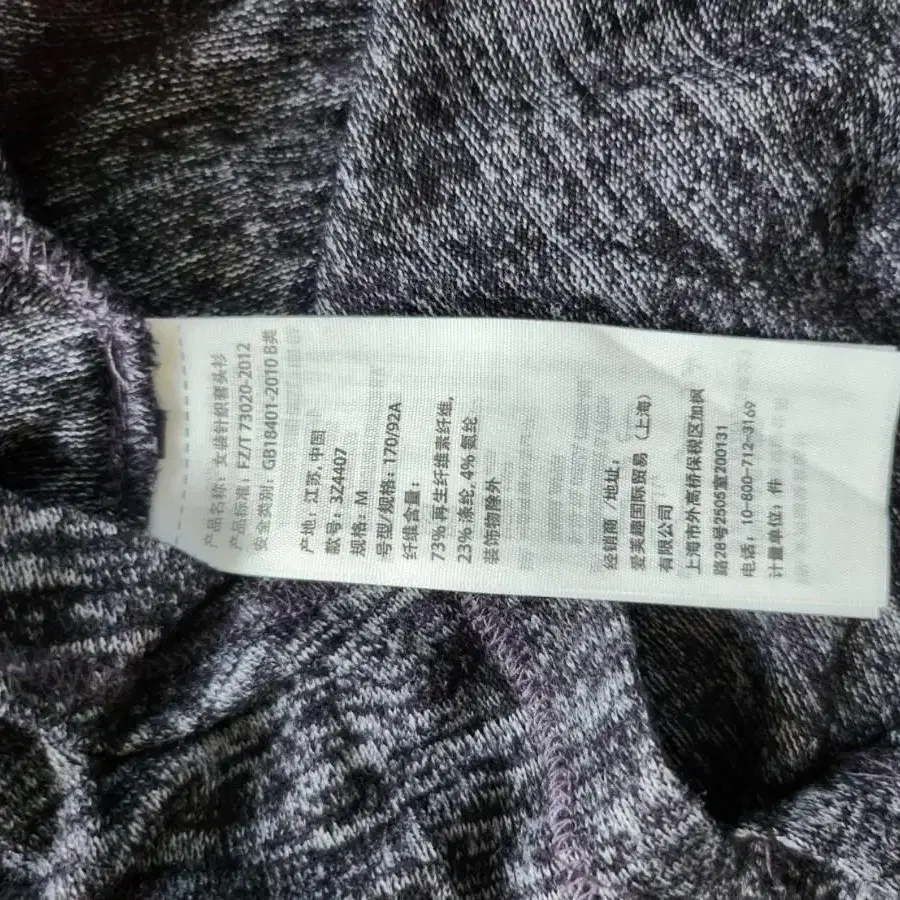 产品名称：女装针织套头衫
产品标准：FZ/T 73020-2012
安全类别：GB18401-2010 B类
产地：江苏，中国
款号：3Z4407
规格：M
号型/规格：170/92A
纤维含量：
73% 再生纤维素纤维，
23% 涤纶，4% 氨纶
装饰物除外
经销商 /地址：
爱芙趣国际贸易（上海）
有限公司
上海市外高桥保税区加枫
路28号2505室200131
电话：10-800-712-3169
计量单位：件